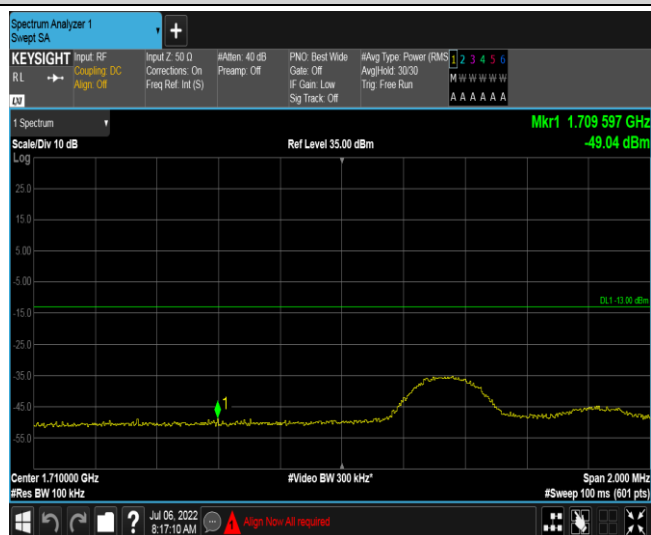 Spectrum Analyzer 1
Swept SA
+
KEYSIGHT Input: RF Input Z: 50 Ω #Atten: 40 dB PNO: Best Wide #Avg Type: Power (RMS 1 2 3 4 5 6
RL Coupling: DC Corrections: On Preamp: Off Gate: Off Avg|Hold: 30/30 M W W W W W
Align: Off Freq Ref: Int (S) IF Gain: Low Trig: Free Run
Sig Track: Off A A A A A A
LXI
1 Spectrum Mkr1 1.709 597 GHz
Scale/Div 10 dB Ref Level 35.00 dBm -49.04 dBm
Log
25.0
15.0
5.00
-5.00
DL1 -13.00 dBm
-15.0
-25.0
-35.0
1
-45.0
-55.0
Center 1.710000 GHz #Video BW 300 kHz* Span 2.000 MHz
#Res BW 100 kHz #Sweep 100 ms (601 pts)
? Jul 06, 2022
8:17:10 AM
Align Now All required